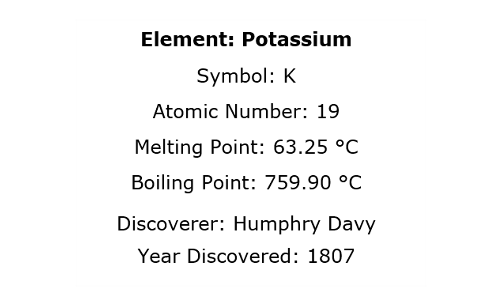 Element: Potassium
Symbol: K
Atomic Number: 19
Melting Point: 63.25 °C
Boiling Point: 759.90 °C
Discoverer: Humphry Davy
Year Discovered: 1807